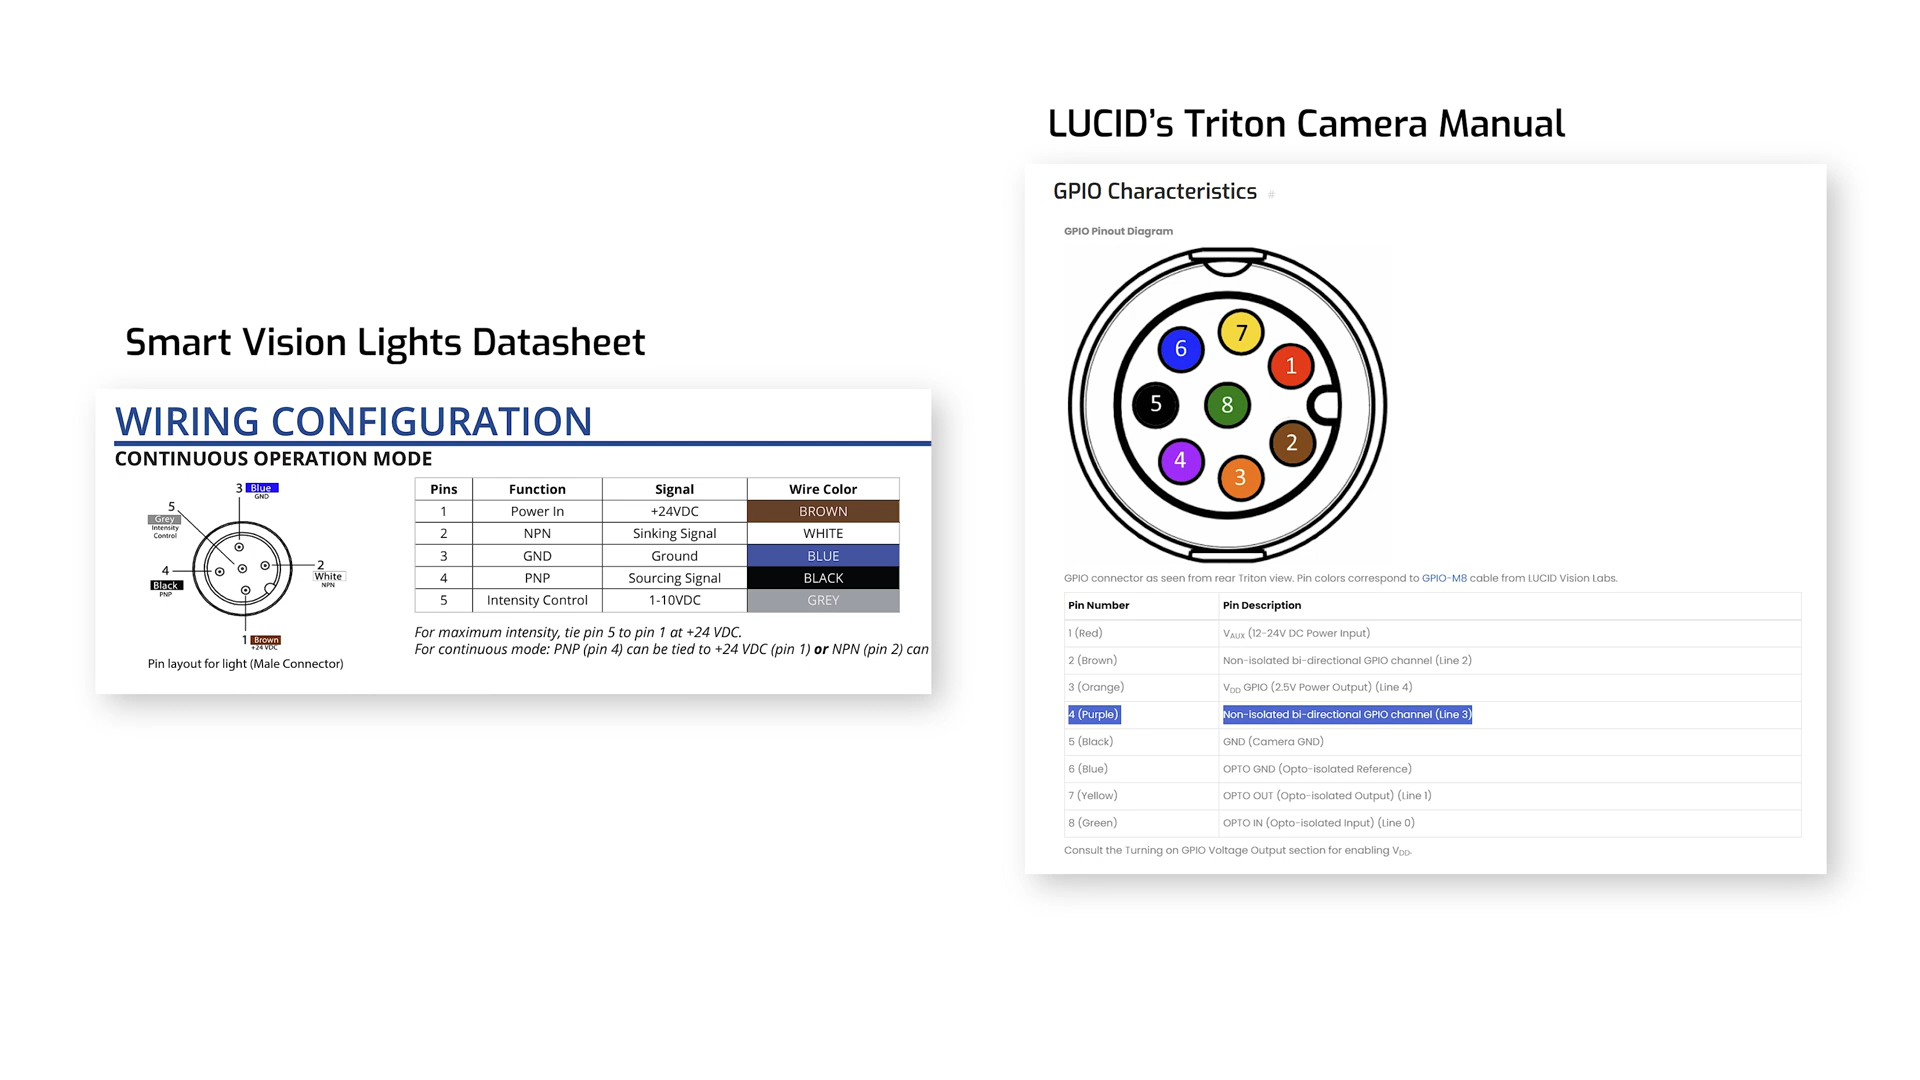 Smart Vision Lights Datasheet
WIRING CONFIGURATION
CONTINUOUS OPERATION MODE
3 Blue
GND
5
Grey
Intensity
Control
4
Black
PNP
2
White
NPN
1 Brown
+24 VDC
Pin layout for light (Male Connector)
Pins Function Signal Wire Color
1 Power In +24VDC BROWN
2 NPN Sinking Signal WHITE
3 GND Ground BLUE
4 PNP Sourcing Signal BLACK
5 Intensity Control 1-10VDC GREY
For maximum intensity, tie pin 5 to pin 1 at +24 VDC.
For continuous mode: PNP (pin 4) can be tied to +24 VDC (pin 1) or NPN (pin 2) can
LUCID’s Triton Camera Manual
GPIO Characteristics #
GPIO Pinout Diagram
7
6
1
5
8
2
4
3
GPIO connector as seen from rear Triton view. Pin colors correspond to GPIO-M8 cable from LUCID Vision Labs.
Pin Number Pin Description
1 (Red) VAUX (12-24V DC Power Input)
2 (Brown) Non-isolated bi-directional GPIO channel (Line 2)
3 (Orange) VDD GPIO (2.5V Power Output) (Line 4)
4 (Purple) Non-isolated bi-directional GPIO channel (Line 3)
5 (Black) GND (Camera GND)
6 (Blue) OPTO GND (Opto-isolated Reference)
7 (Yellow) OPTO OUT (Opto-isolated Output) (Line 1)
8 (Green) OPTO IN (Opto-isolated Input) (Line 0)
Consult the Turning on GPIO Voltage Output section for enabling VDD.